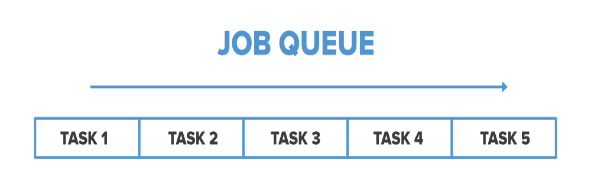 JOB QUEUE
TASK 1 TASK 2 TASK 3 TASK 4 TASK 5